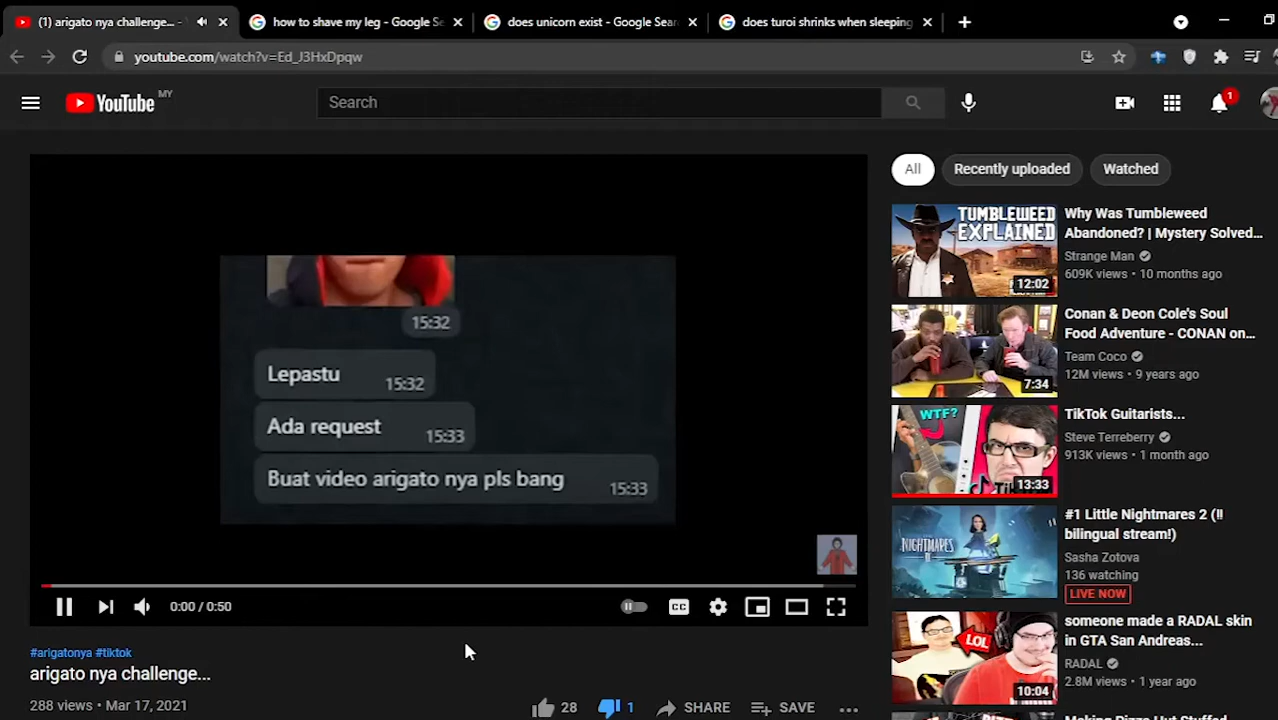 (1) arigato nya challenge...
how to shave my leg - Google Se
does unicorn exist - Google Sear
does turoi shrinks when sleeping
youtube.com/watch?v=Ed_J3HxDpqw
YouTube MY
Search
1
15:32
Lepastu 15:32
Ada request 15:33
Buat video arigato nya pls bang 15:33
0:00 / 0:50
CC
#arigatonya #tiktok
arigato nya challenge...
288 views • Mar 17, 2021
28
1
SHARE
SAVE
All
Recently uploaded
Watched
TUMBLEWEED
EXPLAINED
12:02
Why Was Tumbleweed
Abandoned? | Mystery Solved...
Strange Man
609K views • 10 months ago
7:34
Conan & Deon Cole's Soul
Food Adventure - CONAN on...
Team Coco
12M views • 9 years ago
WTF?
13:33
TikTok Guitarists...
Steve Terreberry
913K views • 1 month ago
NIGHTMARES
#1 Little Nightmares 2 (‼
bilingual stream!)
Sasha Zotova
136 watching
LIVE NOW
LOL
10:04
someone made a RADAL skin
in GTA San Andreas...
RADAL
2.8M views • 1 year ago